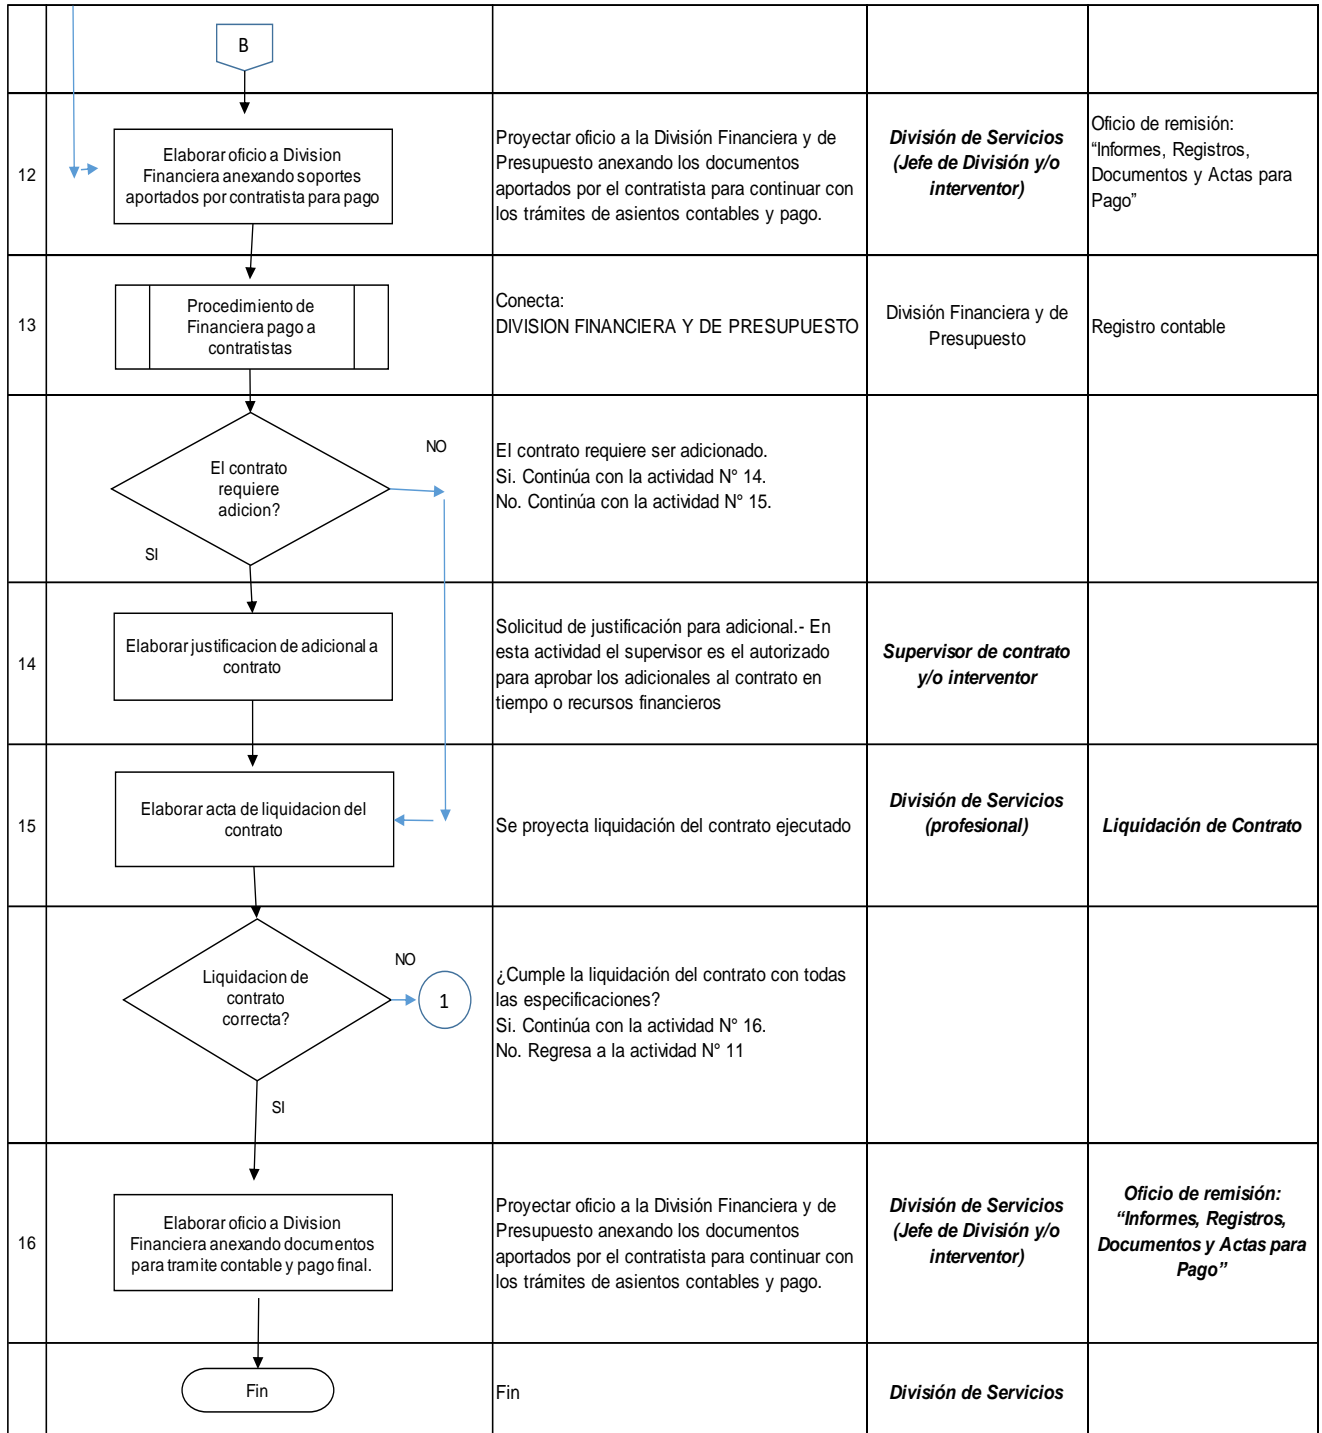 B
12
Elaborar oficio a Division
Financiera anexando soportes
aportados por contratista para pago
Proyectar oficio a la División Financiera y de
Presupuesto anexando los documentos
aportados por el contratista para continuar con
los trámites de asientos contables y pago.
División de Servicios
(Jefe de División y/o
interventor)
Oficio de remisión:
“Informes, Registros,
Documentos y Actas para
Pago”
13
Procedimiento de
Financiera pago a
contratistas
Conecta:
DIVISION FINANCIERA Y DE PRESUPUESTO
División Financiera y de
Presupuesto
Registro contable
El contrato
requiere
adicion?
NO
SI
El contrato requiere ser adicionado.
Si. Continúa con la actividad N° 14.
No. Continúa con la actividad N° 15.
14
Elaborar justificacion de adicional a
contrato
Solicitud de justificación para adicional.- En
esta actividad el supervisor es el autorizado
para aprobar los adicionales al contrato en
tiempo o recursos financieros
Supervisor de contrato
y/o interventor
15
Elaborar acta de liquidacion del
contrato
Se proyecta liquidación del contrato ejecutado
División de Servicios
(profesional)
Liquidación de Contrato
Liquidacion de
contrato
correcta?
NO
1
SI
¿Cumple la liquidación del contrato con todas
las especificaciones?
Si. Continúa con la actividad N° 16.
No. Regresa a la actividad N° 11
16
Elaborar oficio a Division
Financiera anexando documentos
para tramite contable y pago final.
Proyectar oficio a la División Financiera y de
Presupuesto anexando los documentos
aportados por el contratista para continuar con
los trámites de asientos contables y pago.
División de Servicios
(Jefe de División y/o
interventor)
Oficio de remisión:
“Informes, Registros,
Documentos y Actas para
Pago”
Fin
Fin
División de Servicios